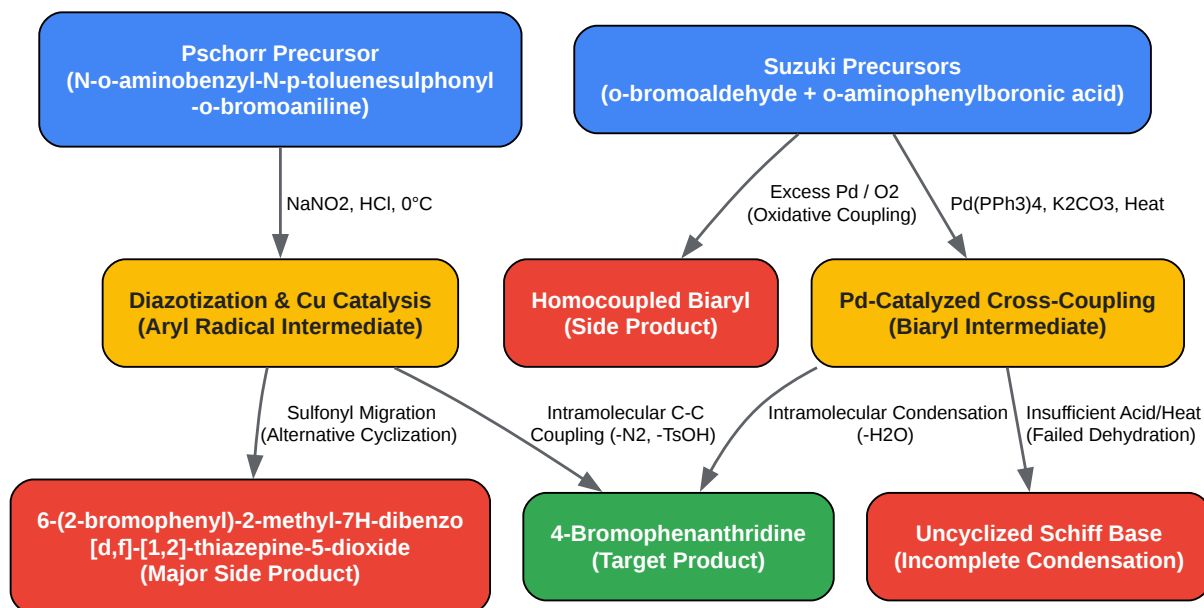 Pschorr Precursor
(N-o-aminobenzyl-N-p-toluenesulphonyl
-o-bromoaniline)
Suzuki Precursors
(o-bromoaldehyde + o-aminophenylboronic acid)
NaNO2, HCl, 0°C
Excess Pd / O2
(Oxidative Coupling)
Pd(PPh3)4, K2CO3, Heat
Diazotization & Cu Catalysis
(Aryl Radical Intermediate)
Homocoupled Biaryl
(Side Product)
Pd-Catalyzed Cross-Coupling
(Biaryl Intermediate)
Sulfonyl Migration
(Alternative Cyclization)
Intramolecular C-C
Coupling (-N2, -TsOH)
Intramolecular Condensation
(-H2O)
Insufficient Acid/Heat
(Failed Dehydration)
6-(2-bromophenyl)-2-methyl-7H-dibenzo
[d,f]-[1,2]-thiazepine-5-dioxide
(Major Side Product)
4-Bromophenanthridine
(Target Product)
Uncyclized Schiff Base
(Incomplete Condensation)